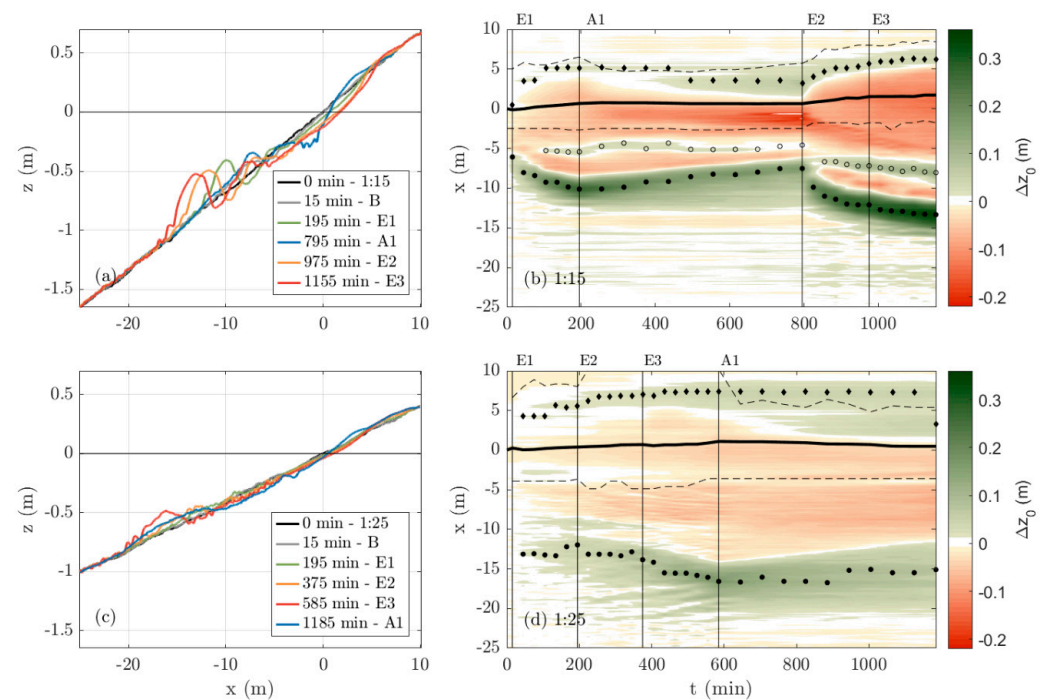 E1 A1 E2 E3
0.5
0
-0.5
-1
-1.5
z (m)
(a)
0 min - 1:15
15 min - B
195 min - E1
795 min - A1
975 min - E2
1155 min - E3
-20 -10 0 10
10
5
0
-5
-10
-15
-20
-25
x (m)
(b) 1:15
0 200 400 600 800 1000
0.3
0.2
0.1
0
-0.1
-0.2
Δz0 (m)
E1 E2 E3 A1
0.5
0
-0.5
-1
-1.5
z (m)
(c)
0 min - 1:25
15 min - B
195 min - E1
375 min - E2
585 min - E3
1185 min - A1
-20 -10 0 10
x (m)
10
5
0
-5
-10
-15
-20
-25
x (m)
(d) 1:25
0 200 400 600 800 1000
t (min)
0.3
0.2
0.1
0
-0.1
-0.2
Δz0 (m)